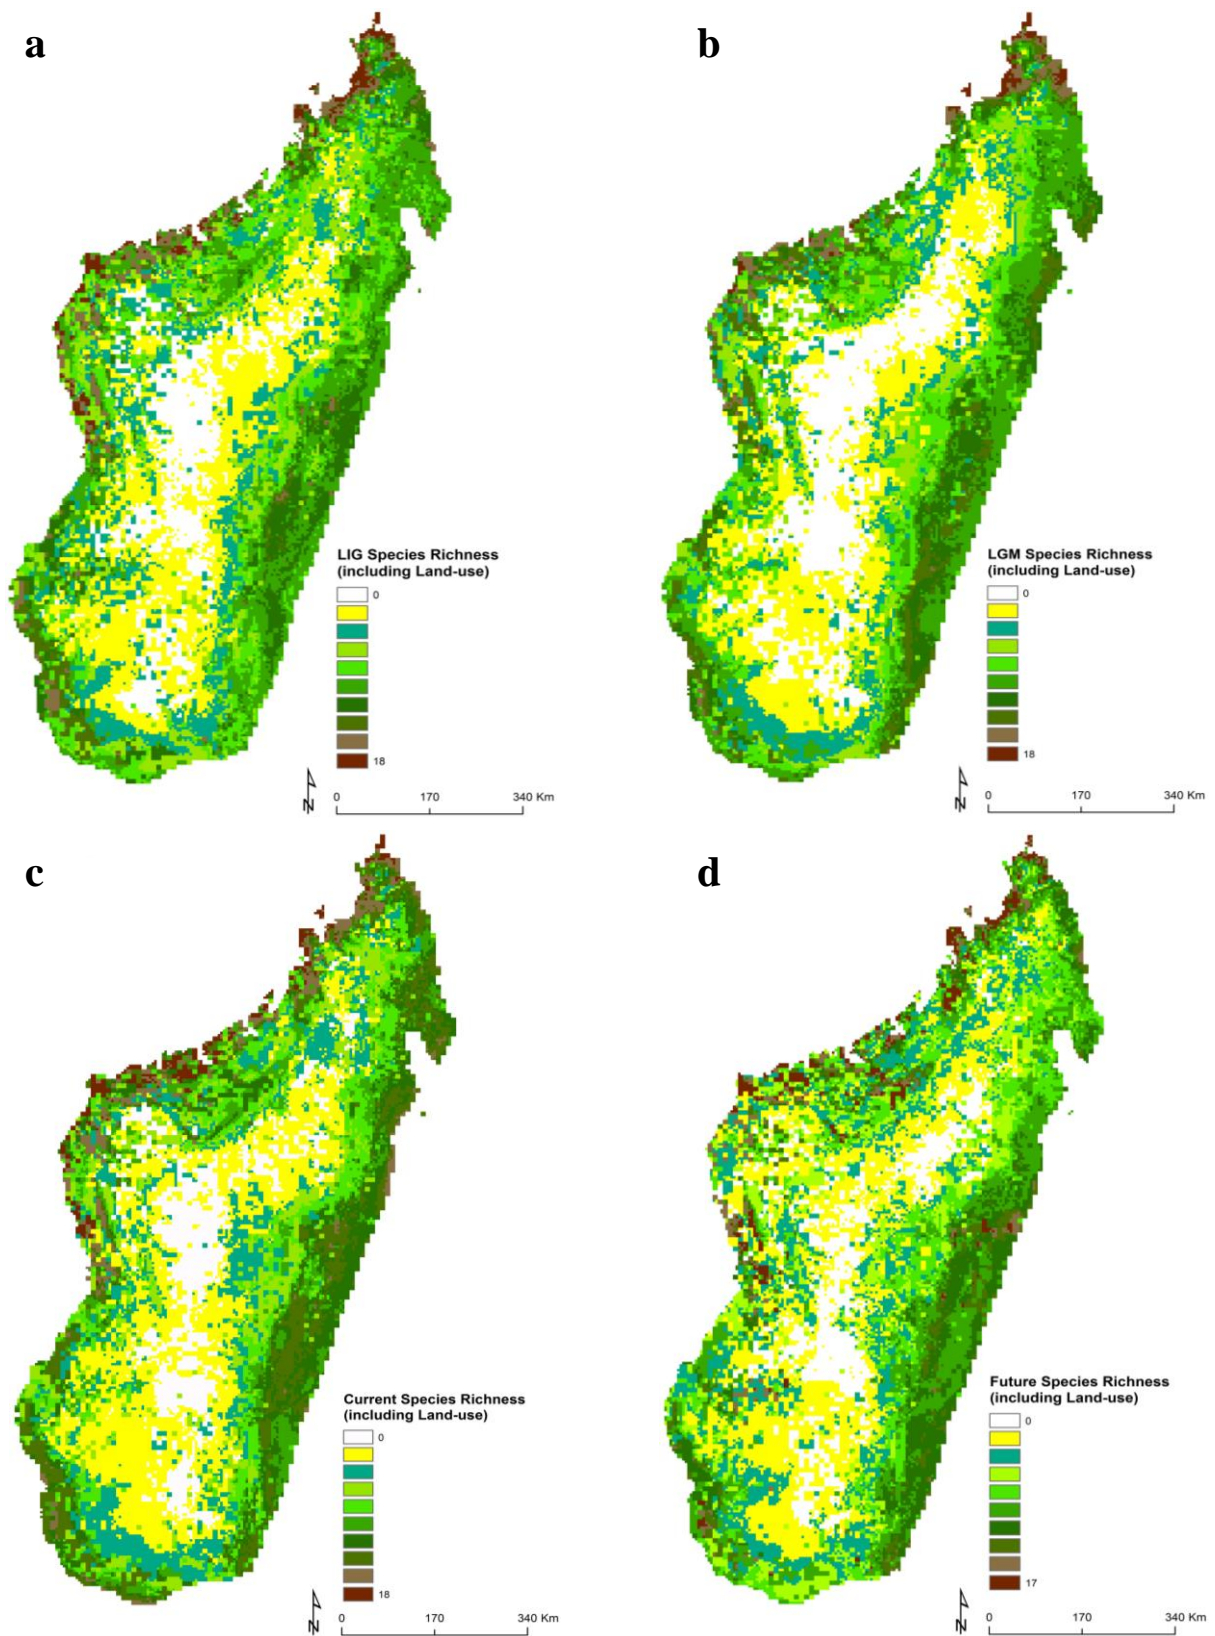 a
b
LIG Species Richness
(including Land-use)
0
18
N
0 170 340 Km
LGM Species Richness
(including Land-use)
0
18
N
0 170 340 Km
c
d
Current Species Richness
(including Land-use)
0
18
N
0 170 340 Km
Future Species Richness
(including Land-use)
0
17
N
0 170 340 Km